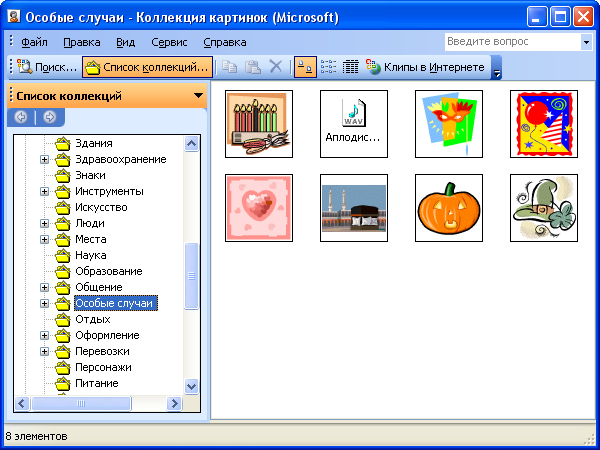 Особые случаи - Коллекция картинок (Microsoft)
Файл Правка Вид Сервис Справка Введите вопрос
Поиск... Список коллекций... Клипы в Интернете
Список коллекций
Здания
Здравоохранение
Знаки
Инструменты
Искусство
Люди
Места
Наука
Образование
Общение
Особые случаи
Отдых
Оформление
Перевозки
Персонажи
Питание
WAV
Аплодис...
8 элементов